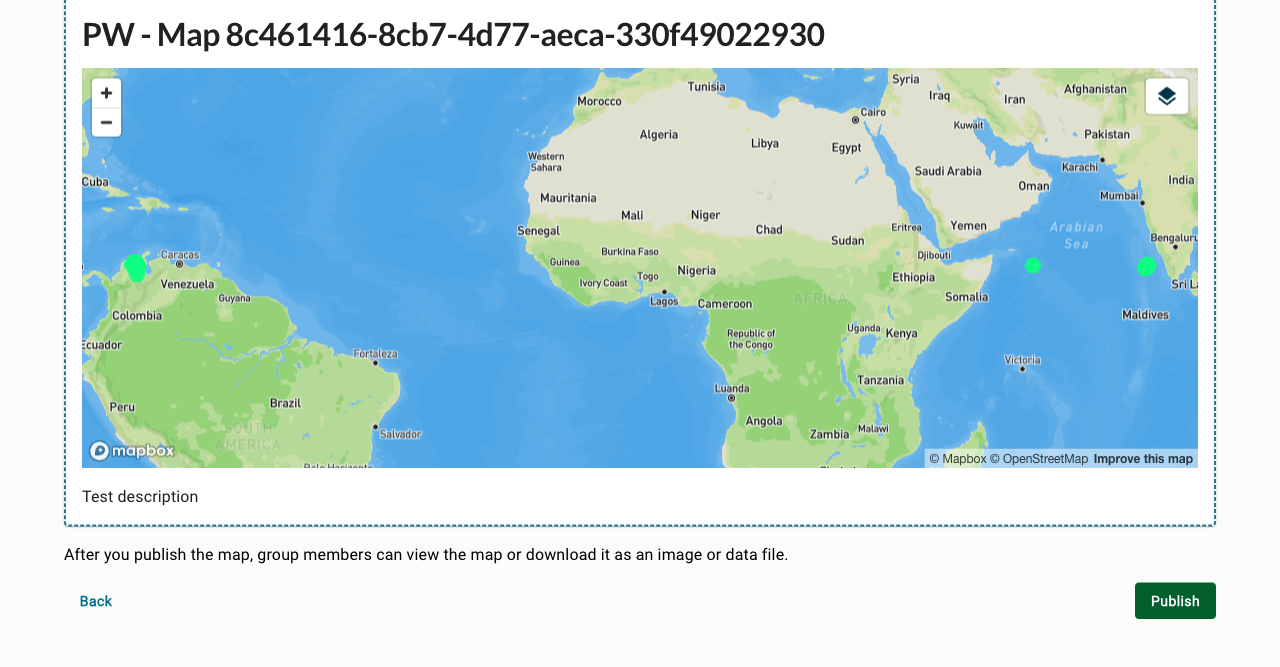 PW - Map 8c461416-8cb7-4d77-aeca-330f49022930
+
−
Syria
Tunisia
Afghanistan
Iraq
Iran
Morocco
Cairo
Kuwait
Algeria
Libya
Egypt
Pakistan
Western
Sahara
Karachi
Saudi Arabia
Cuba
Oman
India
Mauritania
Mumbai
Mali
Niger
Chad
Senegal
Eritrea
Yemen
Arabian
Sea
Sudan
Bengaluru
Burkina Faso
Caracas
Djibouti
Guinea
Togo
Nigeria
Ethiopia
Venezuela
Ivory Coast
Sri L
Guyana
Lagos
Cameroon
AFRICA
Somalia
Colombia
Maldives
Uganda
Kenya
Republic of
the Congo
Ecuador
Fortaleza
Victoria
Tanzania
Luanda
Peru
Brazil
Angola
Malawi
SOUTH
AMERICA
Salvador
Zambia
mapbox
© Mapbox © OpenStreetMap Improve this map
Test description
After you publish the map, group members can view the map or download it as an image or data file.
Back
Publish